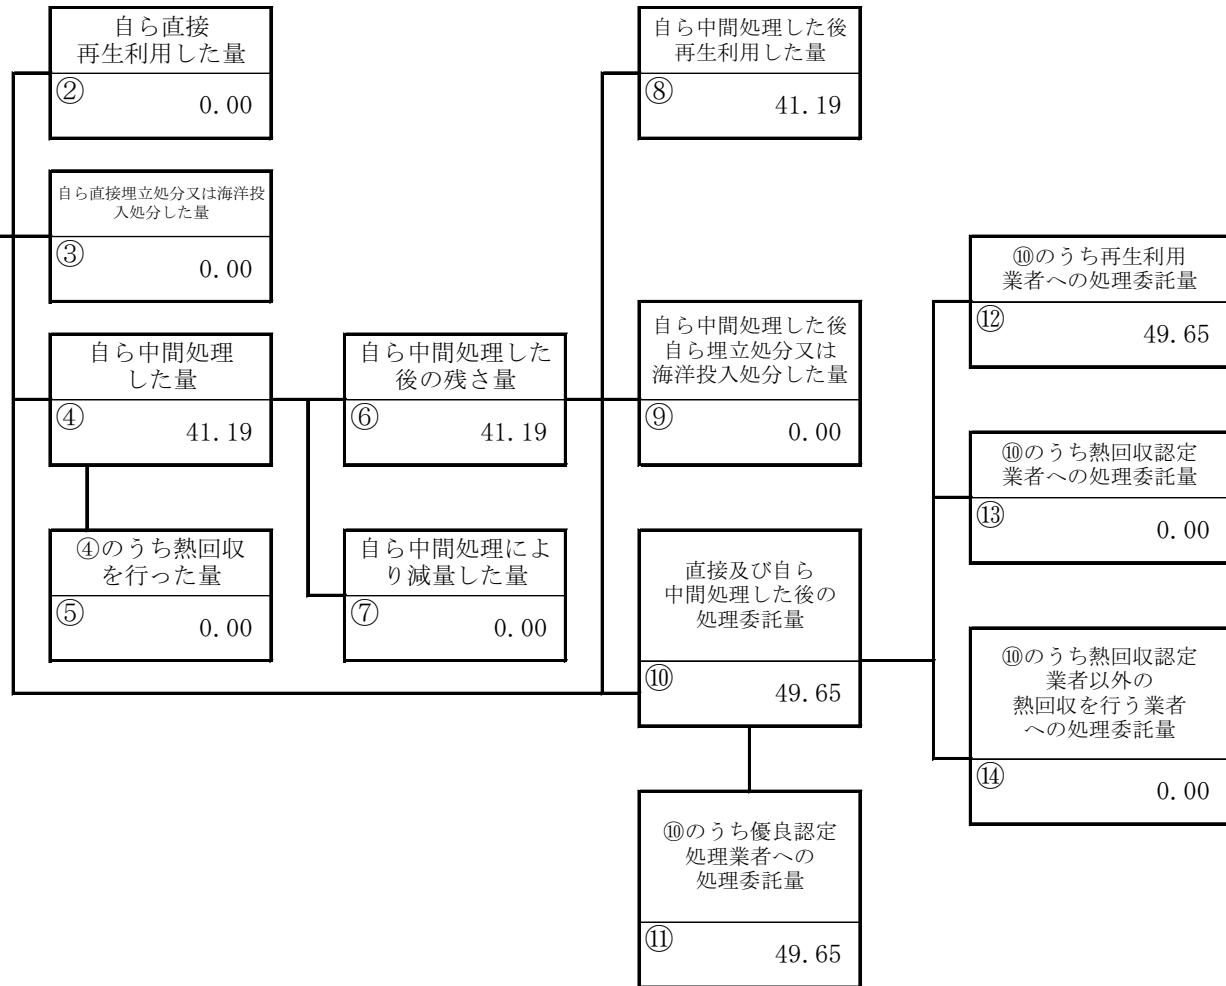 自ら直接
再生利用した量
②
0.00
自ら直接埋立処分又は海洋投
入処分した量
③
0.00
自ら中間処理
した量
④
41.19
④のうち熱回収
を行った量
⑤
0.00
自ら中間処理した
後の残さ量
⑥
41.19
自ら中間処理によ
り減量した量
⑦
0.00
自ら中間処理した後
再生利用した量
⑧
41.19
自ら中間処理した後
自ら埋立処分又は
海洋投入処分した量
⑨
0.00
直接及び自ら
中間処理した後の
処理委託量
⑩
49.65
⑩のうち優良認定
処理業者への
処理委託量
⑪
49.65
⑩のうち再生利用
業者への処理委託量
⑫
49.65
⑩のうち熱回収認定
業者への処理委託量
⑬
0.00
⑩のうち熱回収認定
業者以外の
熱回収を行う業者
への処理委託量
⑭
0.00